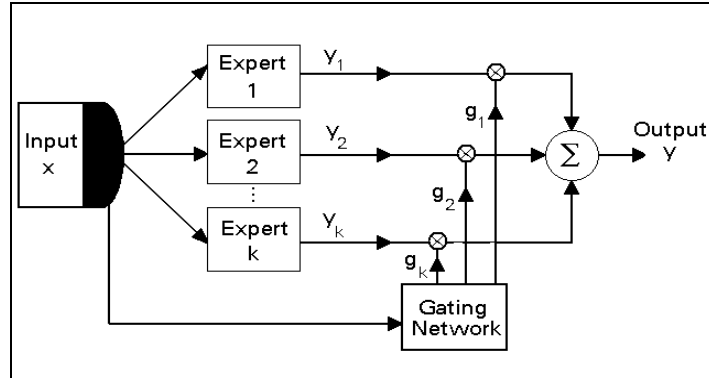 Input
x
Expert
1
Y1
g1
Expert
2
Y2
g2
⋮
Expert
k
Yk
gk
Σ
Output
Y
Gating
Network